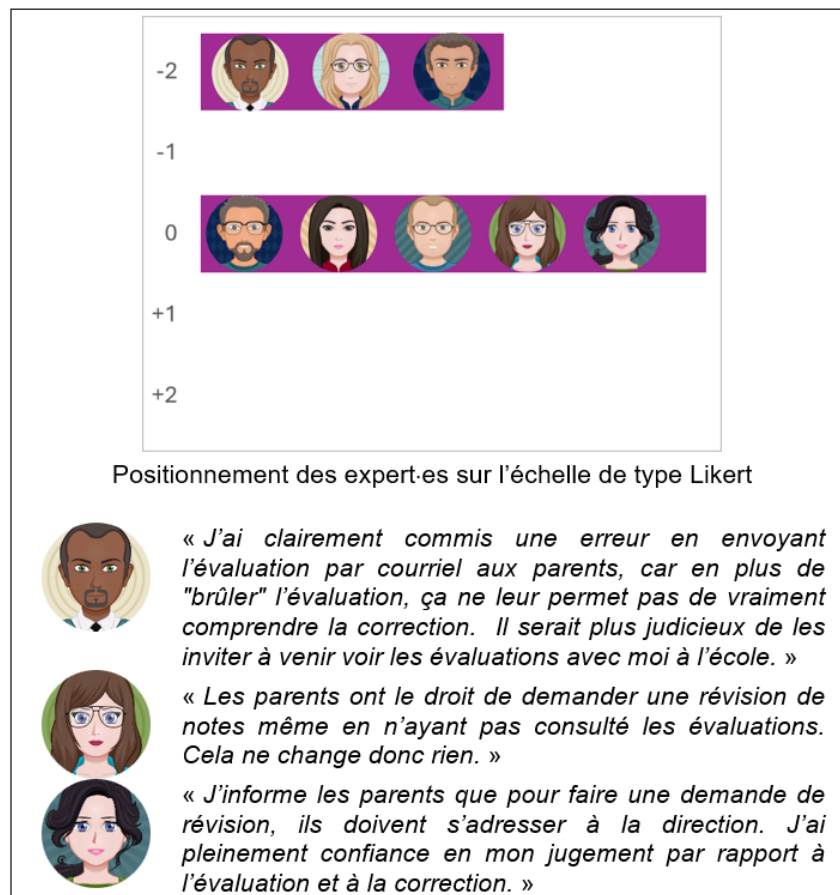 -2
-1
0
+1
+2
Positionnement des expert·es sur l'échelle de type Likert
« J'ai clairement commis une erreur en envoyant
l'évaluation par courriel aux parents, car en plus de
"brûler" l'évaluation, ça ne leur permet pas de vraiment
comprendre la correction. Il serait plus judicieux de les
inviter à venir voir les évaluations avec moi à l'école. »
« Les parents ont le droit de demander une révision de
notes même en n'ayant pas consulté les évaluations.
Cela ne change donc rien. »
« J'informe les parents que pour faire une demande de
révision, ils doivent s'adresser à la direction. J'ai
pleinement confiance en mon jugement par rapport à
l'évaluation et à la correction. »